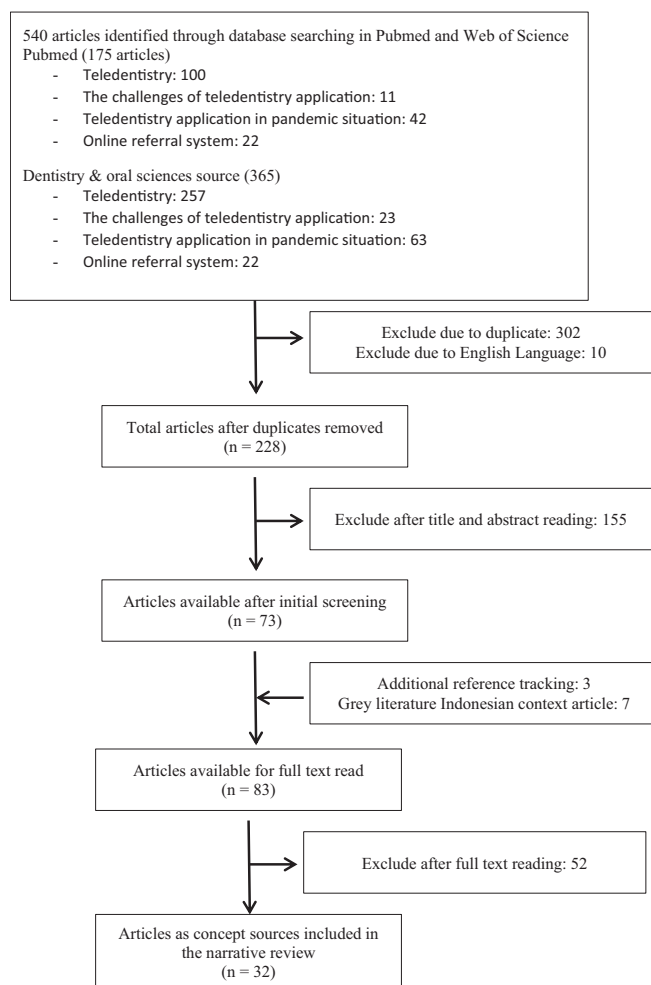 540 articles identified through database searching in Pubmed and Web of Science
Pubmed (175 articles)
- Teledentistry: 100
- The challenges of teledentistry application: 11
- Teledentistry application in pandemic situation: 42
- Online referral system: 22
Dentistry & oral sciences source (365)
- Teledentistry: 257
- The challenges of teledentistry application: 23
- Teledentistry application in pandemic situation: 63
- Online referral system: 22
Exclude due to duplicate: 302
Exclude due to English Language: 10
Total articles after duplicates removed
(n = 228)
Exclude after title and abstract reading: 155
Articles available after initial screening
(n = 73)
Additional reference tracking: 3
Grey literature Indonesian context article: 7
Articles available for full text read
(n = 83)
Exclude after full text reading: 52
Articles as concept sources included in
the narrative review
(n = 32)